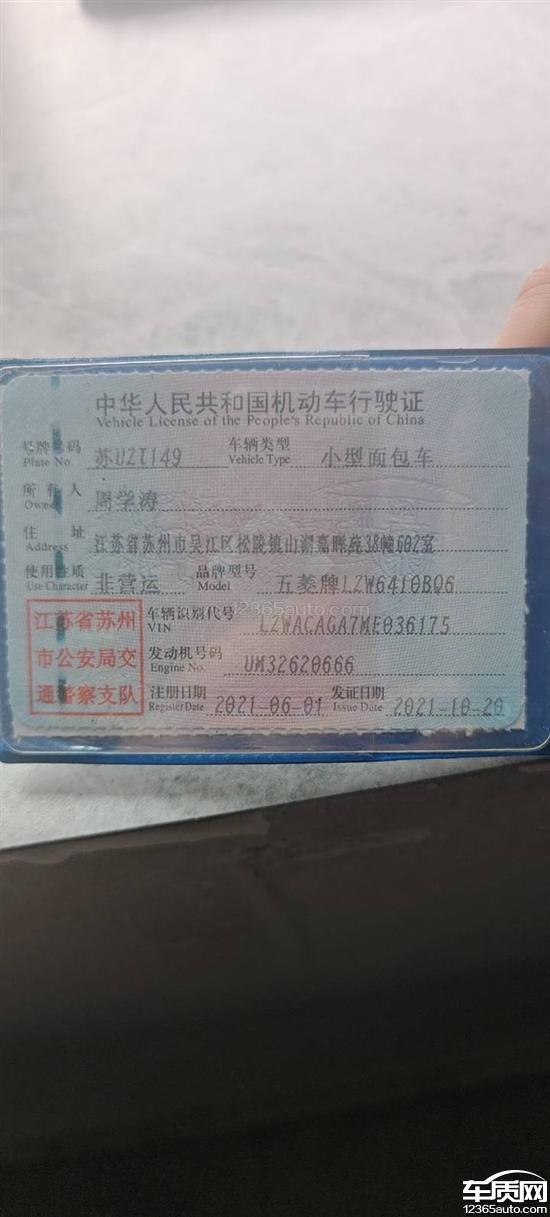 中华人民共和国机动车行驶证
Vehicle License of the People's Republic of China
号牌号码 苏U2T149 车辆类型 小型面包车
Plate No. Vehicle Type
所有人 周学涛
Owner
住址 江苏省苏州市吴江区松陵镇山湖嘉晖苑38幢602室
Address
使用性质 非营运 品牌型号 五菱牌LZW6410BQ6
Use Character Model
12365auto.com
江苏省苏州 车辆识别代号 LZWACAGA7ME036175
VIN
市公安局交 发动机号码 UM32620666
Engine No.
通警察支队 注册日期 2021-06-01 发证日期 2021-10-20
Register Date Issue Date
车质网
12365auto.com